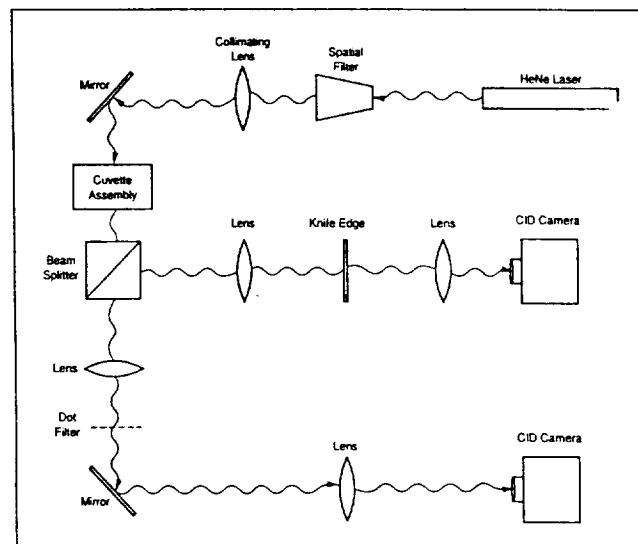 Collimating
Lens
Spatial
Filter
HeNe Laser
Mirror
Cuvette
Assembly
Lens
Knife Edge
Lens
CID Camera
Beam
Splitter
Lens
Dot
Filter
Lens
CID Camera
Mirror